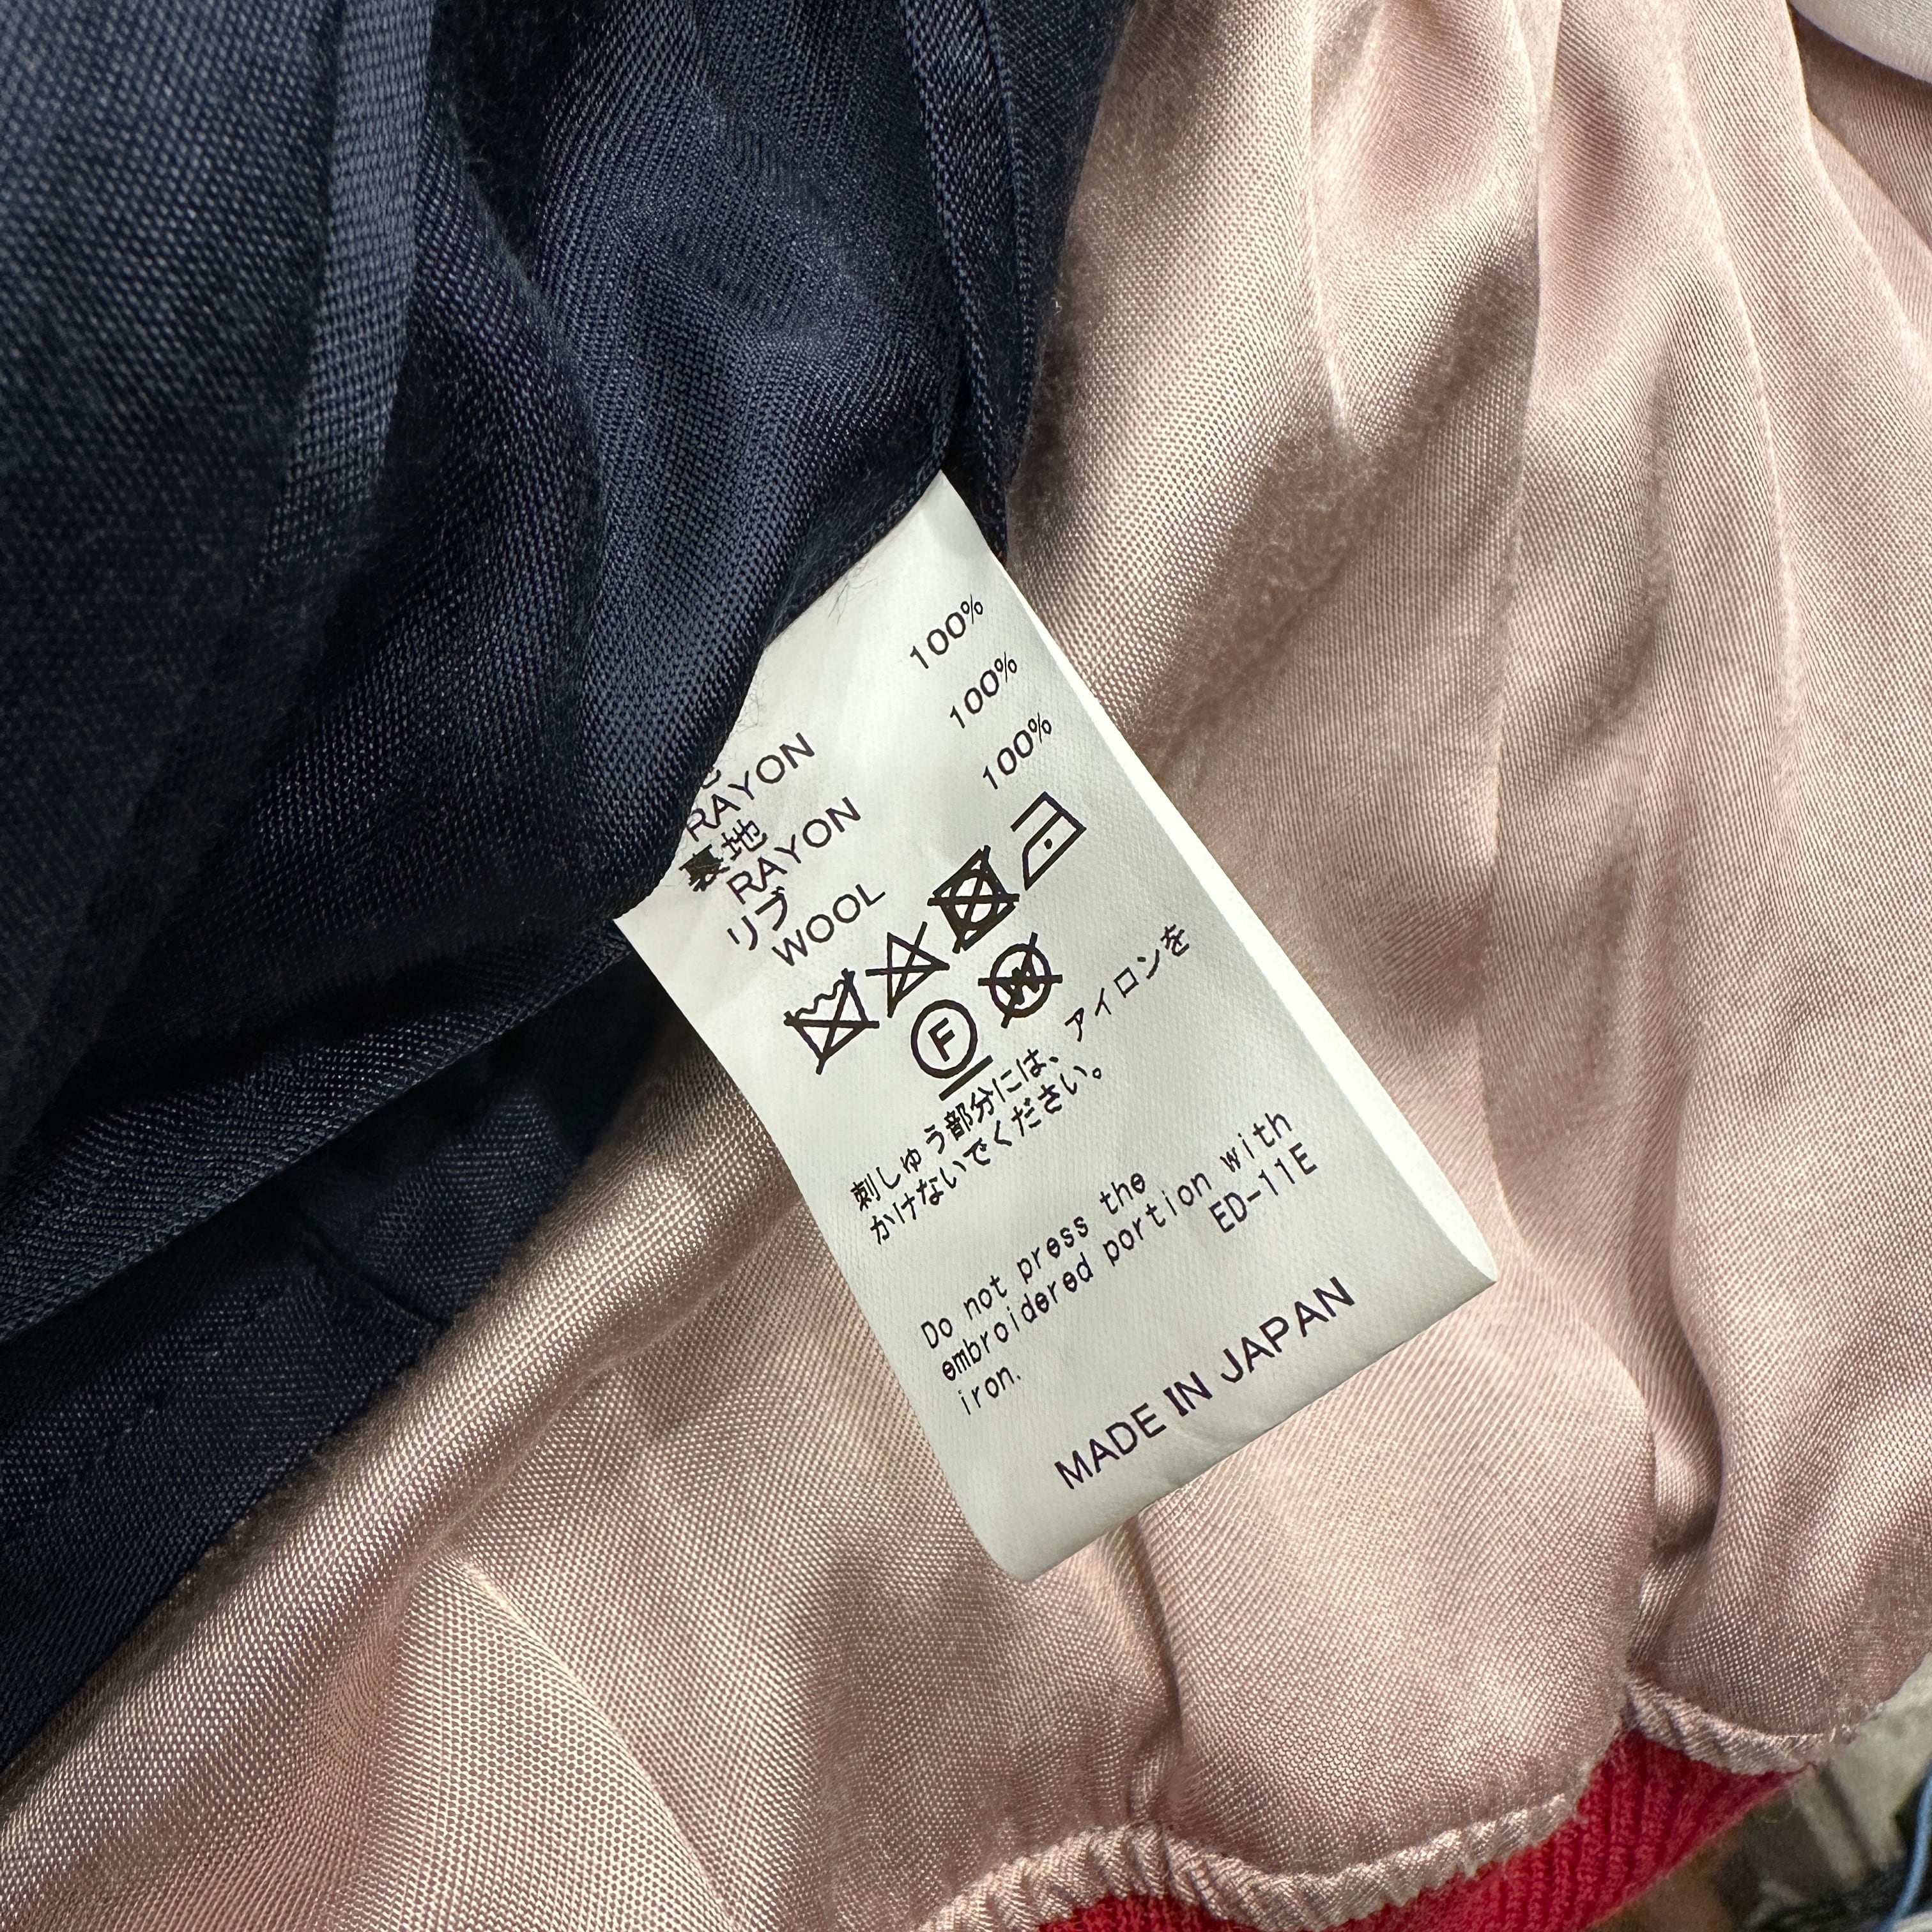 RAYON 100%
裏地
RAYON 100%
リブ
WOOL 100%
F
W
刺しゅう部分には、アイロンを
かけないでください。
Do not press the
embroidered portion with
iron. ED-11E
MADE IN JAPAN